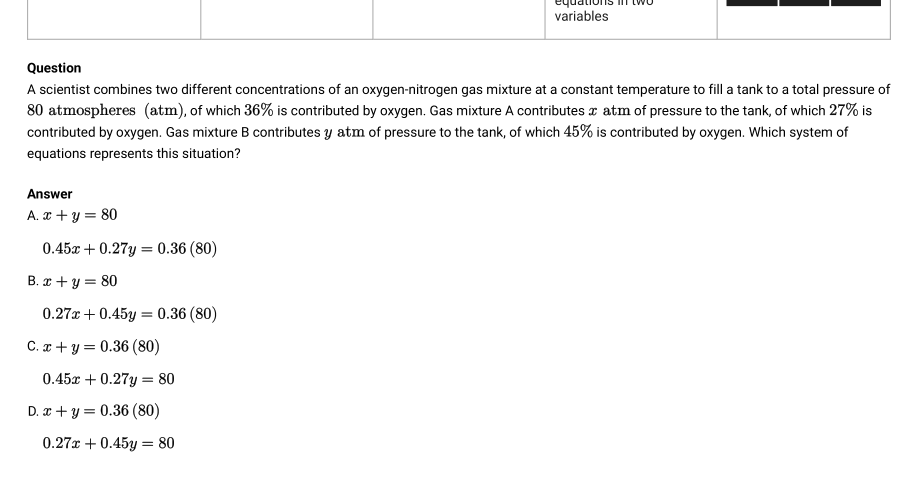 equations in two
variables
Question
A scientist combines two different concentrations of an oxygen-nitrogen gas mixture at a constant temperature to fill a tank to a total pressure of
80 atmospheres (atm), of which 36% is contributed by oxygen. Gas mixture A contributes x atm of pressure to the tank, of which 27% is
contributed by oxygen. Gas mixture B contributes y atm of pressure to the tank, of which 45% is contributed by oxygen. Which system of
equations represents this situation?
Answer
A. x + y = 80
0.45x + 0.27y = 0.36 (80)
B. x + y = 80
0.27x + 0.45y = 0.36 (80)
C. x + y = 0.36 (80)
0.45x + 0.27y = 80
D. x + y = 0.36 (80)
0.27x + 0.45y = 80